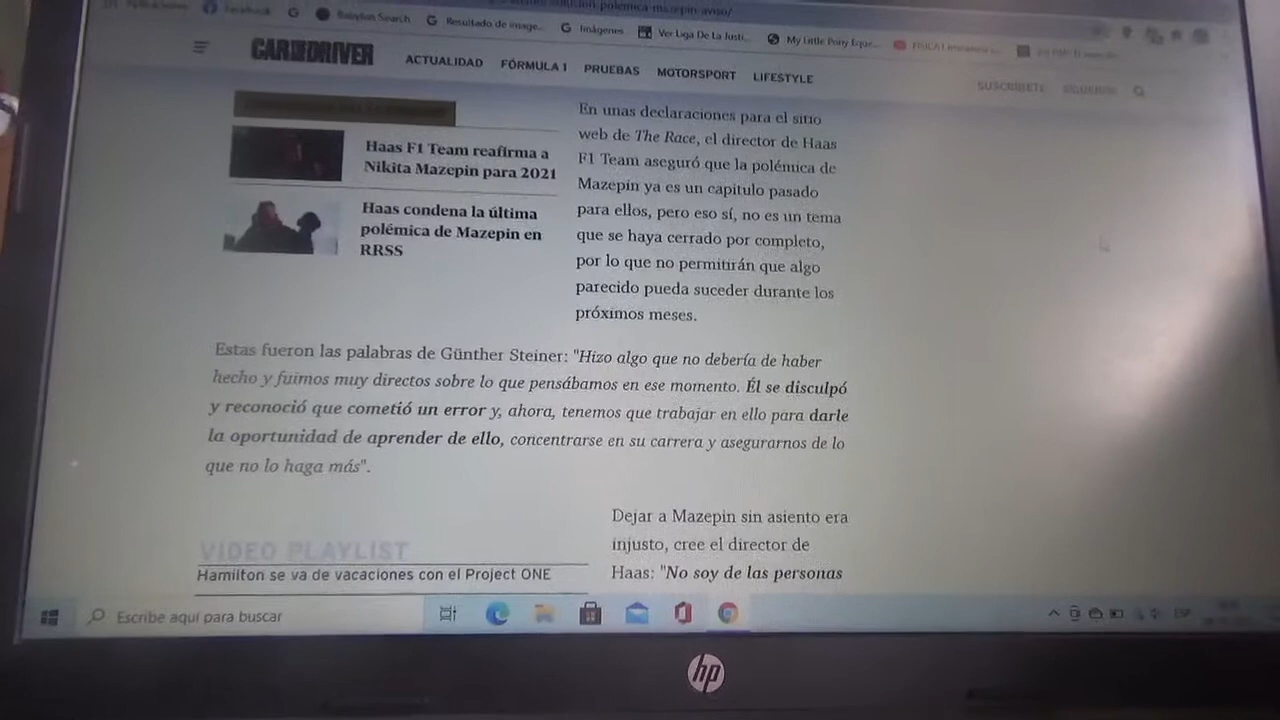 Facebook
G
Babylon Search
G Resultado de image...
G Imágenes
Ver Liga De La Justi...
My Little Pony Eque...
CAR AND DRIVER
ACTUALIDAD
FÓRMULA 1
PRUEBAS
MOTORSPORT
LIFESTYLE
SUSCRÍBETE
SÍGUENOS
Haas F1 Team reafirma a
Nikita Mazepin para 2021
Haas condena la última
polémica de Mazepin en
RRSS
En unas declaraciones para el sitio
web de The Race, el director de Haas
F1 Team aseguró que la polémica de
Mazepin ya es un capitulo pasado
para ellos, pero eso sí, no es un tema
que se haya cerrado por completo,
por lo que no permitirán que algo
parecido pueda suceder durante los
próximos meses.
Estas fueron las palabras de Günther Steiner: "Hizo algo que no debería de haber
hecho y fuimos muy directos sobre lo que pensábamos en ese momento. Él se disculpó
y reconoció que cometió un error y, ahora, tenemos que trabajar en ello para darle
la oportunidad de aprender de ello, concentrarse en su carrera y asegurarnos de lo
que no lo haga más".
VIDEO PLAYLIST
Hamilton se va de vacaciones con el Project ONE
Dejar a Mazepin sin asiento era
injusto, cree el director de
Haas: "No soy de las personas
Escribe aquí para buscar
ESP
hp